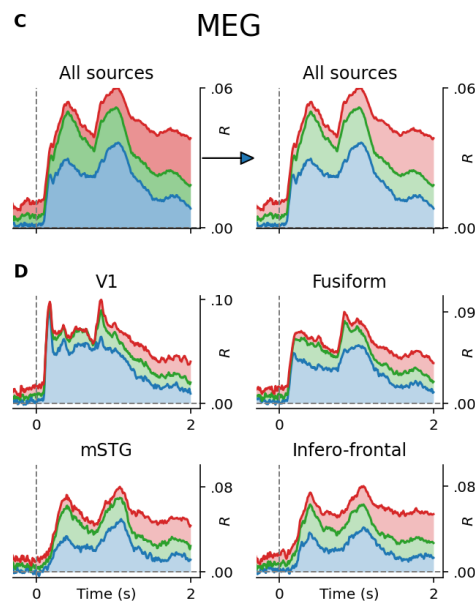 C
MEG
All sources
All sources
.06
.06
R
R
.00
.00
D
V1
Fusiform
.10
.09
R
R
.00
.00
0
2
0
2
mSTG
Infero-frontal
.08
.08
R
R
.00
.00
0
Time (s)
2
0
Time (s)
2